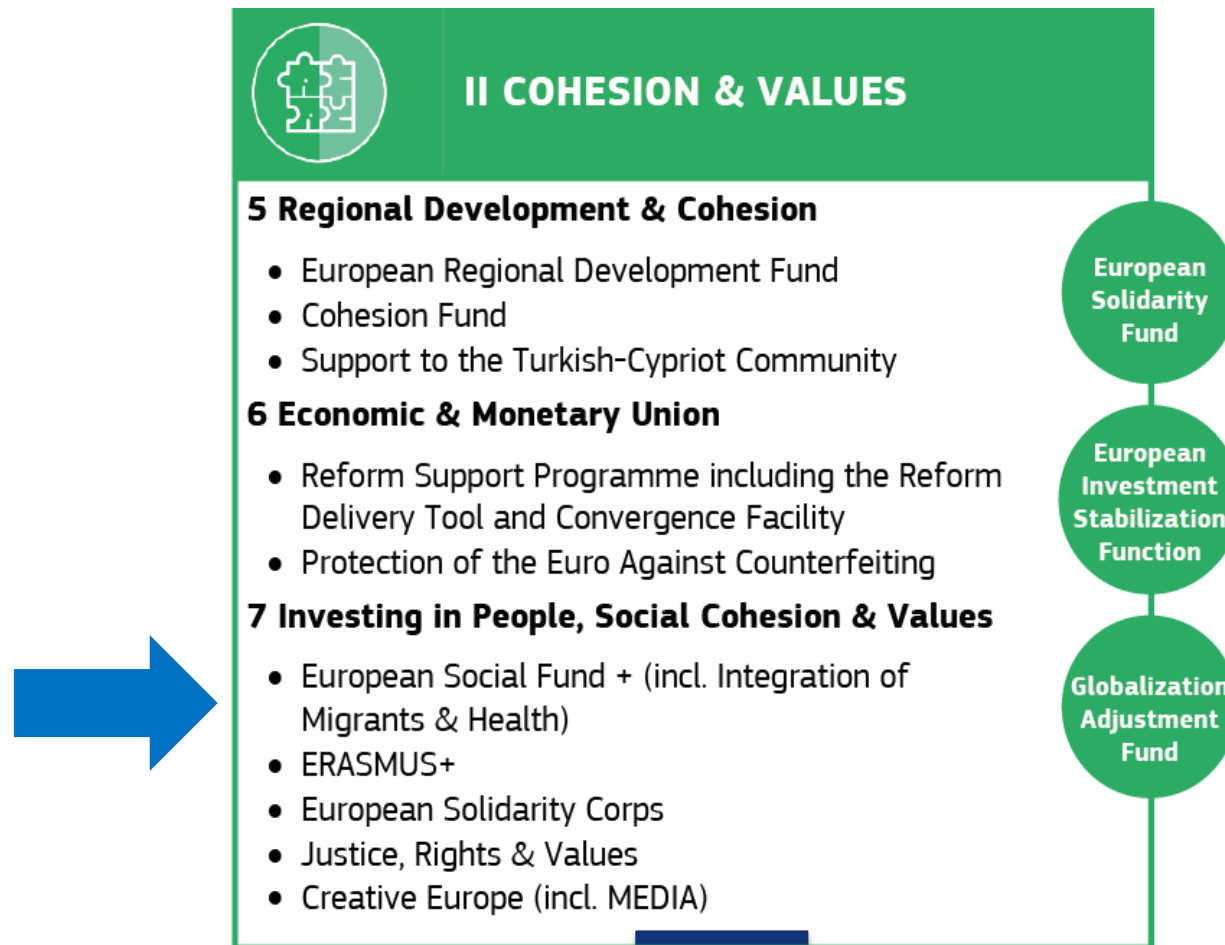 II COHESION & VALUES
5 Regional Development & Cohesion
• European Regional Development Fund
• Cohesion Fund
• Support to the Turkish-Cypriot Community
6 Economic & Monetary Union
• Reform Support Programme including the Reform
Delivery Tool and Convergence Facility
• Protection of the Euro Against Counterfeiting
7 Investing in People, Social Cohesion & Values
• European Social Fund + (incl. Integration of
Migrants & Health)
• ERASMUS+
• European Solidarity Corps
• Justice, Rights & Values
• Creative Europe (incl. MEDIA)
European
Solidarity
Fund
European
Investment
Stabilization
Function
Globalization
Adjustment
Fund